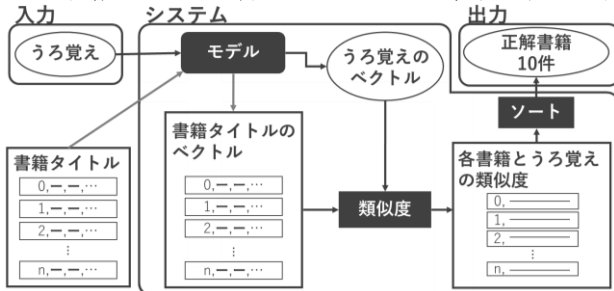 入力
システム
出力
うろ覚え
モデル
うろ覚えの
ベクトル
正解書籍
10件
ソート
書籍タイトル
0,ー,ー,…
1,ー,ー,…
2,ー,ー,…
⋮
n,ー,ー,…
書籍タイトルの
ベクトル
0,ー,ー,…
1,ー,ー,…
2,ー,ー,…
⋮
n,ー,ー,…
類似度
各書籍とうろ覚え
の類似度
0,
1,
2,
⋮
n,